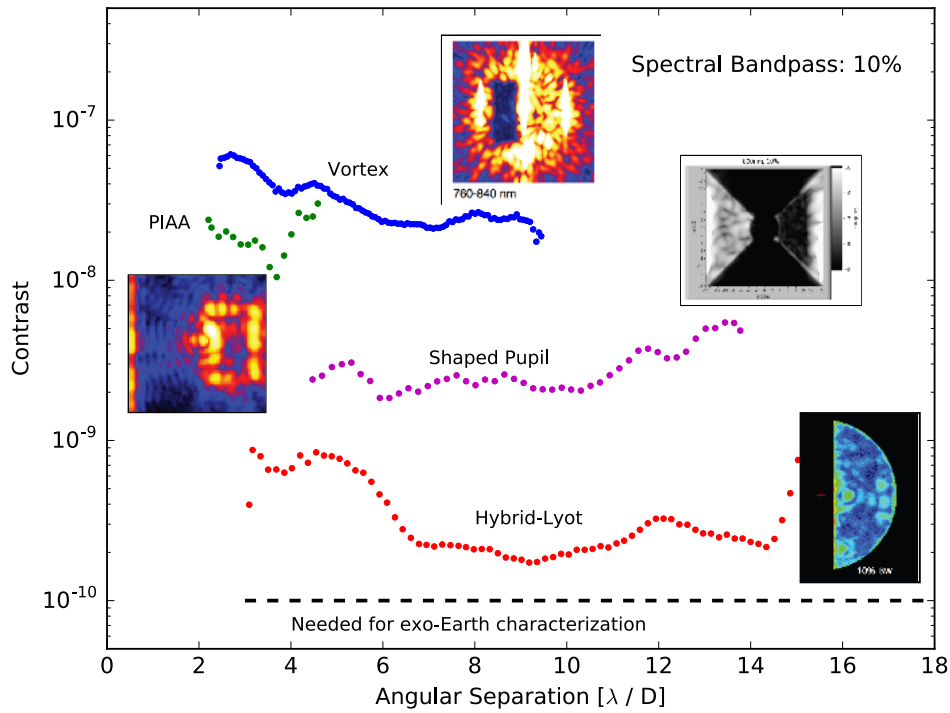 Spectral Bandpass: 10%
10⁻⁷
Vortex
760-840 nm
PIAA
10⁻⁸
Contrast
Shaped Pupil
10⁻⁹
Hybrid-Lyot
10% BW
10⁻¹⁰
Needed for exo-Earth characterization
0 2 4 6 8 10 12 14 16 18
Angular Separation [λ / D]